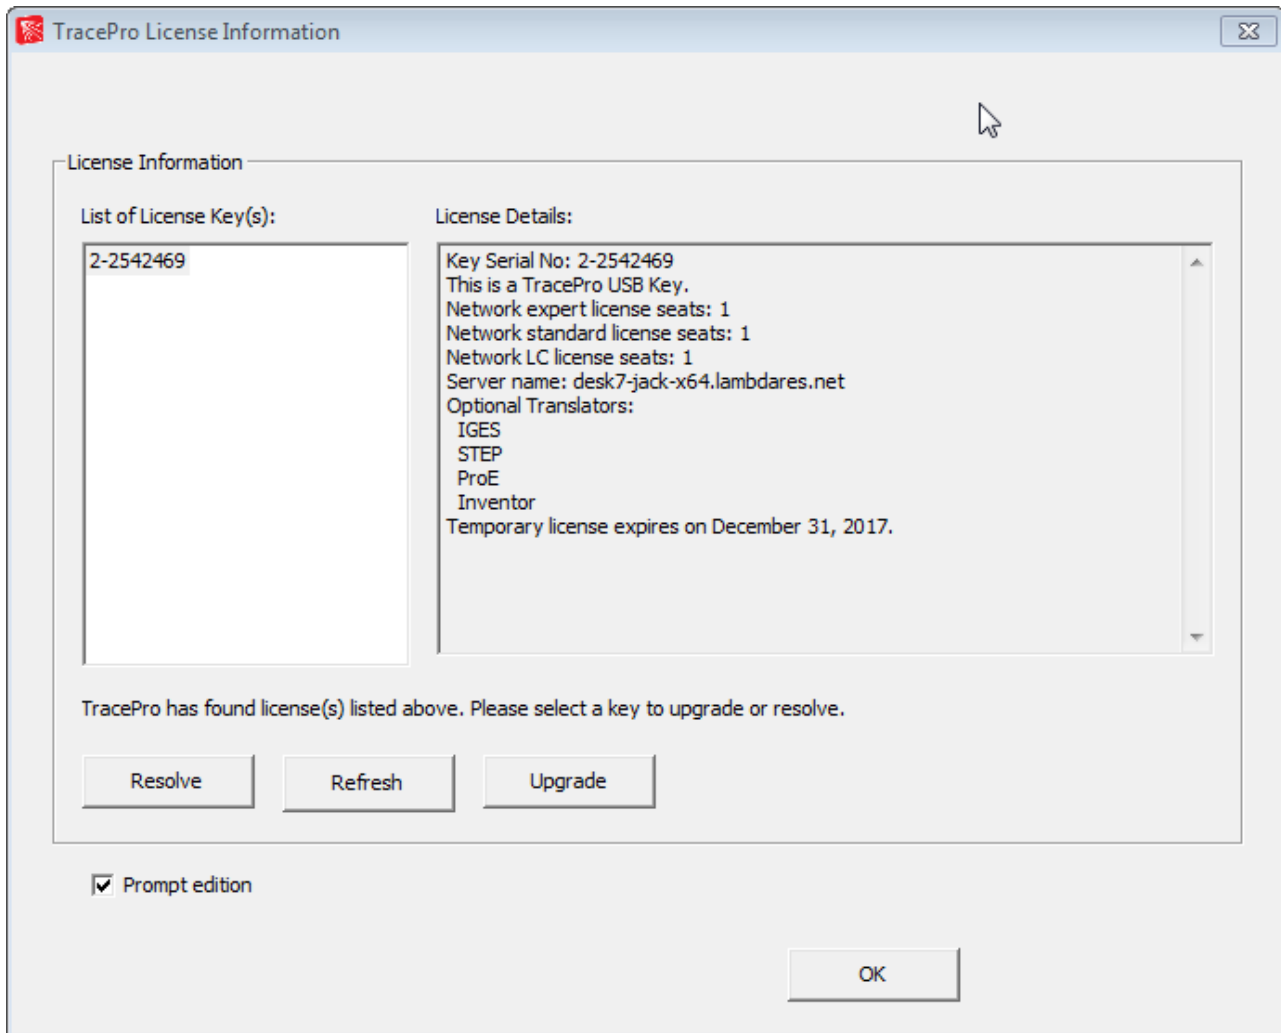 TracePro License Information
License Information
List of License Key(s):
2-2542469
License Details:
Key Serial No: 2-2542469
This is a TracePro USB Key.
Network expert license seats: 1
Network standard license seats: 1
Network LC license seats: 1
Server name: desk7-jack-x64.lambdares.net
Optional Translators:
IGES
STEP
ProE
Inventor
Temporary license expires on December 31, 2017.
TracePro has found license(s) listed above. Please select a key to upgrade or resolve.
Resolve
Refresh
Upgrade
Prompt edition
OK